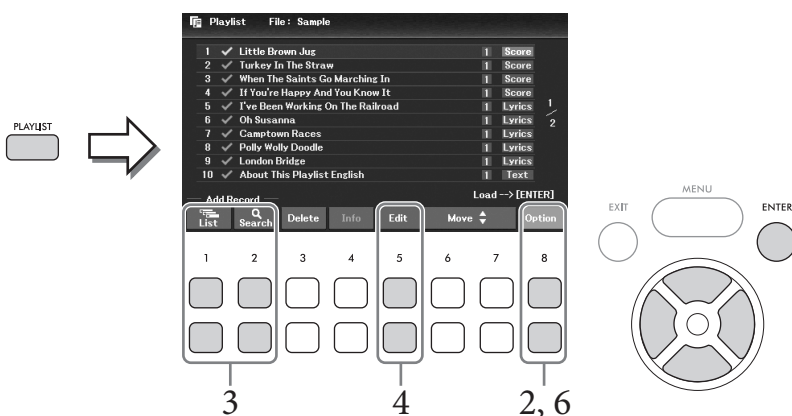 Playlist File: Sample
1 Little Brown Jug 1 Score
2 Turkey In The Straw 1 Score
3 When The Saints Go Marching In 1 Score
4 If You're Happy And You Know It 1 Score
5 I've Been Working On The Railroad 1 Lyrics
6 Oh Susanna 1 Lyrics
7 Camptown Races 1 Lyrics
8 Polly Wolly Doodle 1 Lyrics
9 London Bridge 1 Lyrics
10 About This Playlist English 1 Text
1/2
Add Record Load-->[ENTER]
List Search Delete Info Edit Move Option
PLAYLIST
1 2 3 4 5 6 7 8
3 4 2, 6
EXIT MENU ENTER